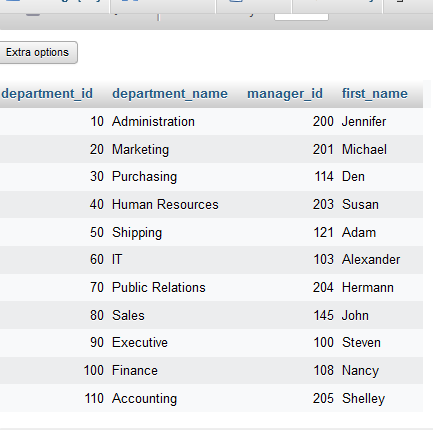 Extra options
department_id department_name manager_id first_name
10 Administration 200 Jennifer
20 Marketing 201 Michael
30 Purchasing 114 Den
40 Human Resources 203 Susan
50 Shipping 121 Adam
60 IT 103 Alexander
70 Public Relations 204 Hermann
80 Sales 145 John
90 Executive 100 Steven
100 Finance 108 Nancy
110 Accounting 205 Shelley